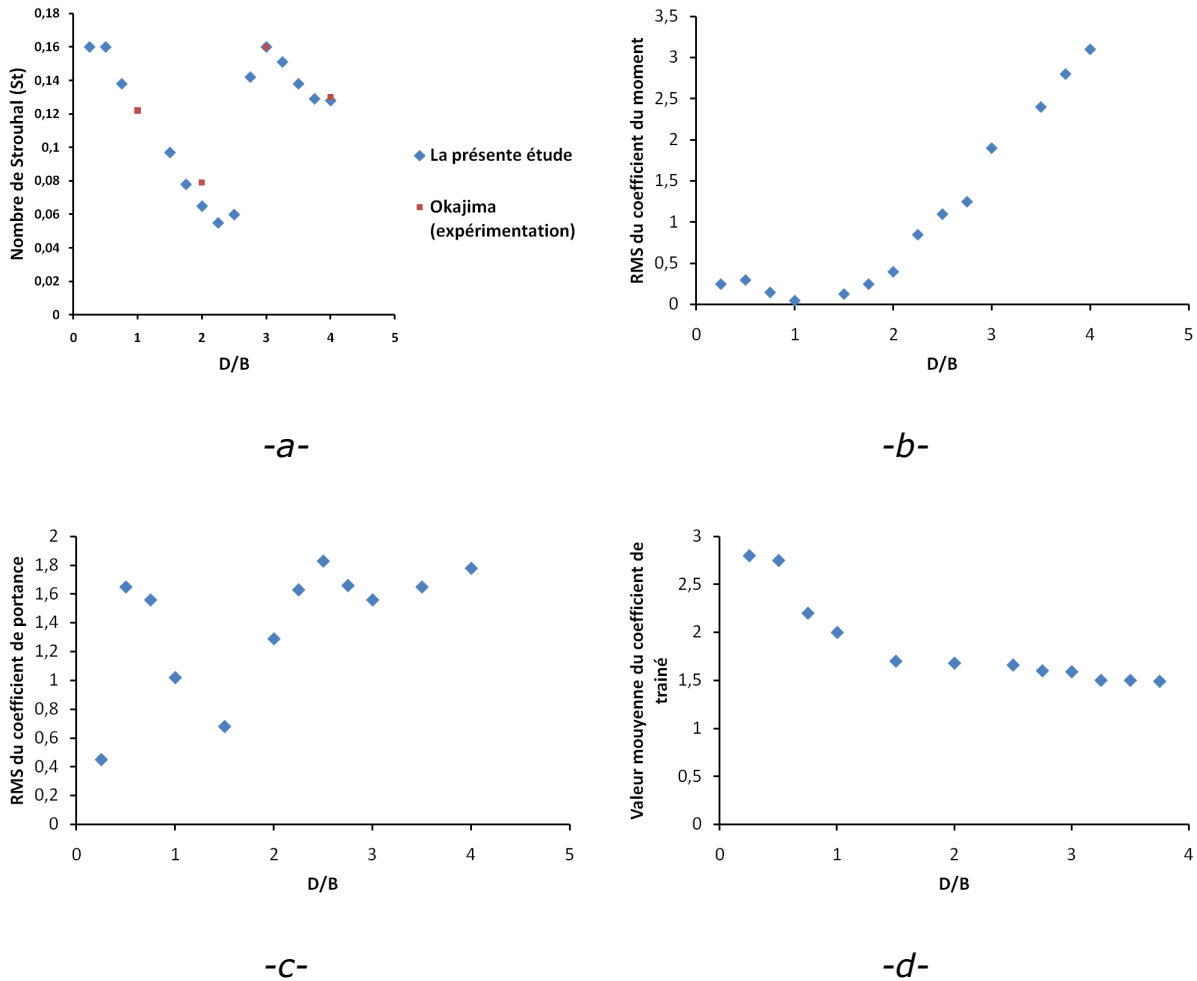 Nombre de Strouhal (St)
0,18
0,16
0,14
0,12
0,1
0,08
0,06
0,04
0,02
0
0 1 2 3 4 5
D/B
La présente étude
Okajima
(expérimentation)
-a-
RMS du coefficient du moment
3,5
3
2,5
2
1,5
1
0,5
0
0 1 2 3 4 5
D/B
-b-
RMS du coefficient de portance
2
1,8
1,6
1,4
1,2
1
0,8
0,6
0,4
0,2
0
0 1 2 3 4 5
D/B
-c-
Valeur mouyenne du coefficient de
trainé
3
2,5
2
1,5
1
0,5
0
0 1 2 3 4
D/B
-d-